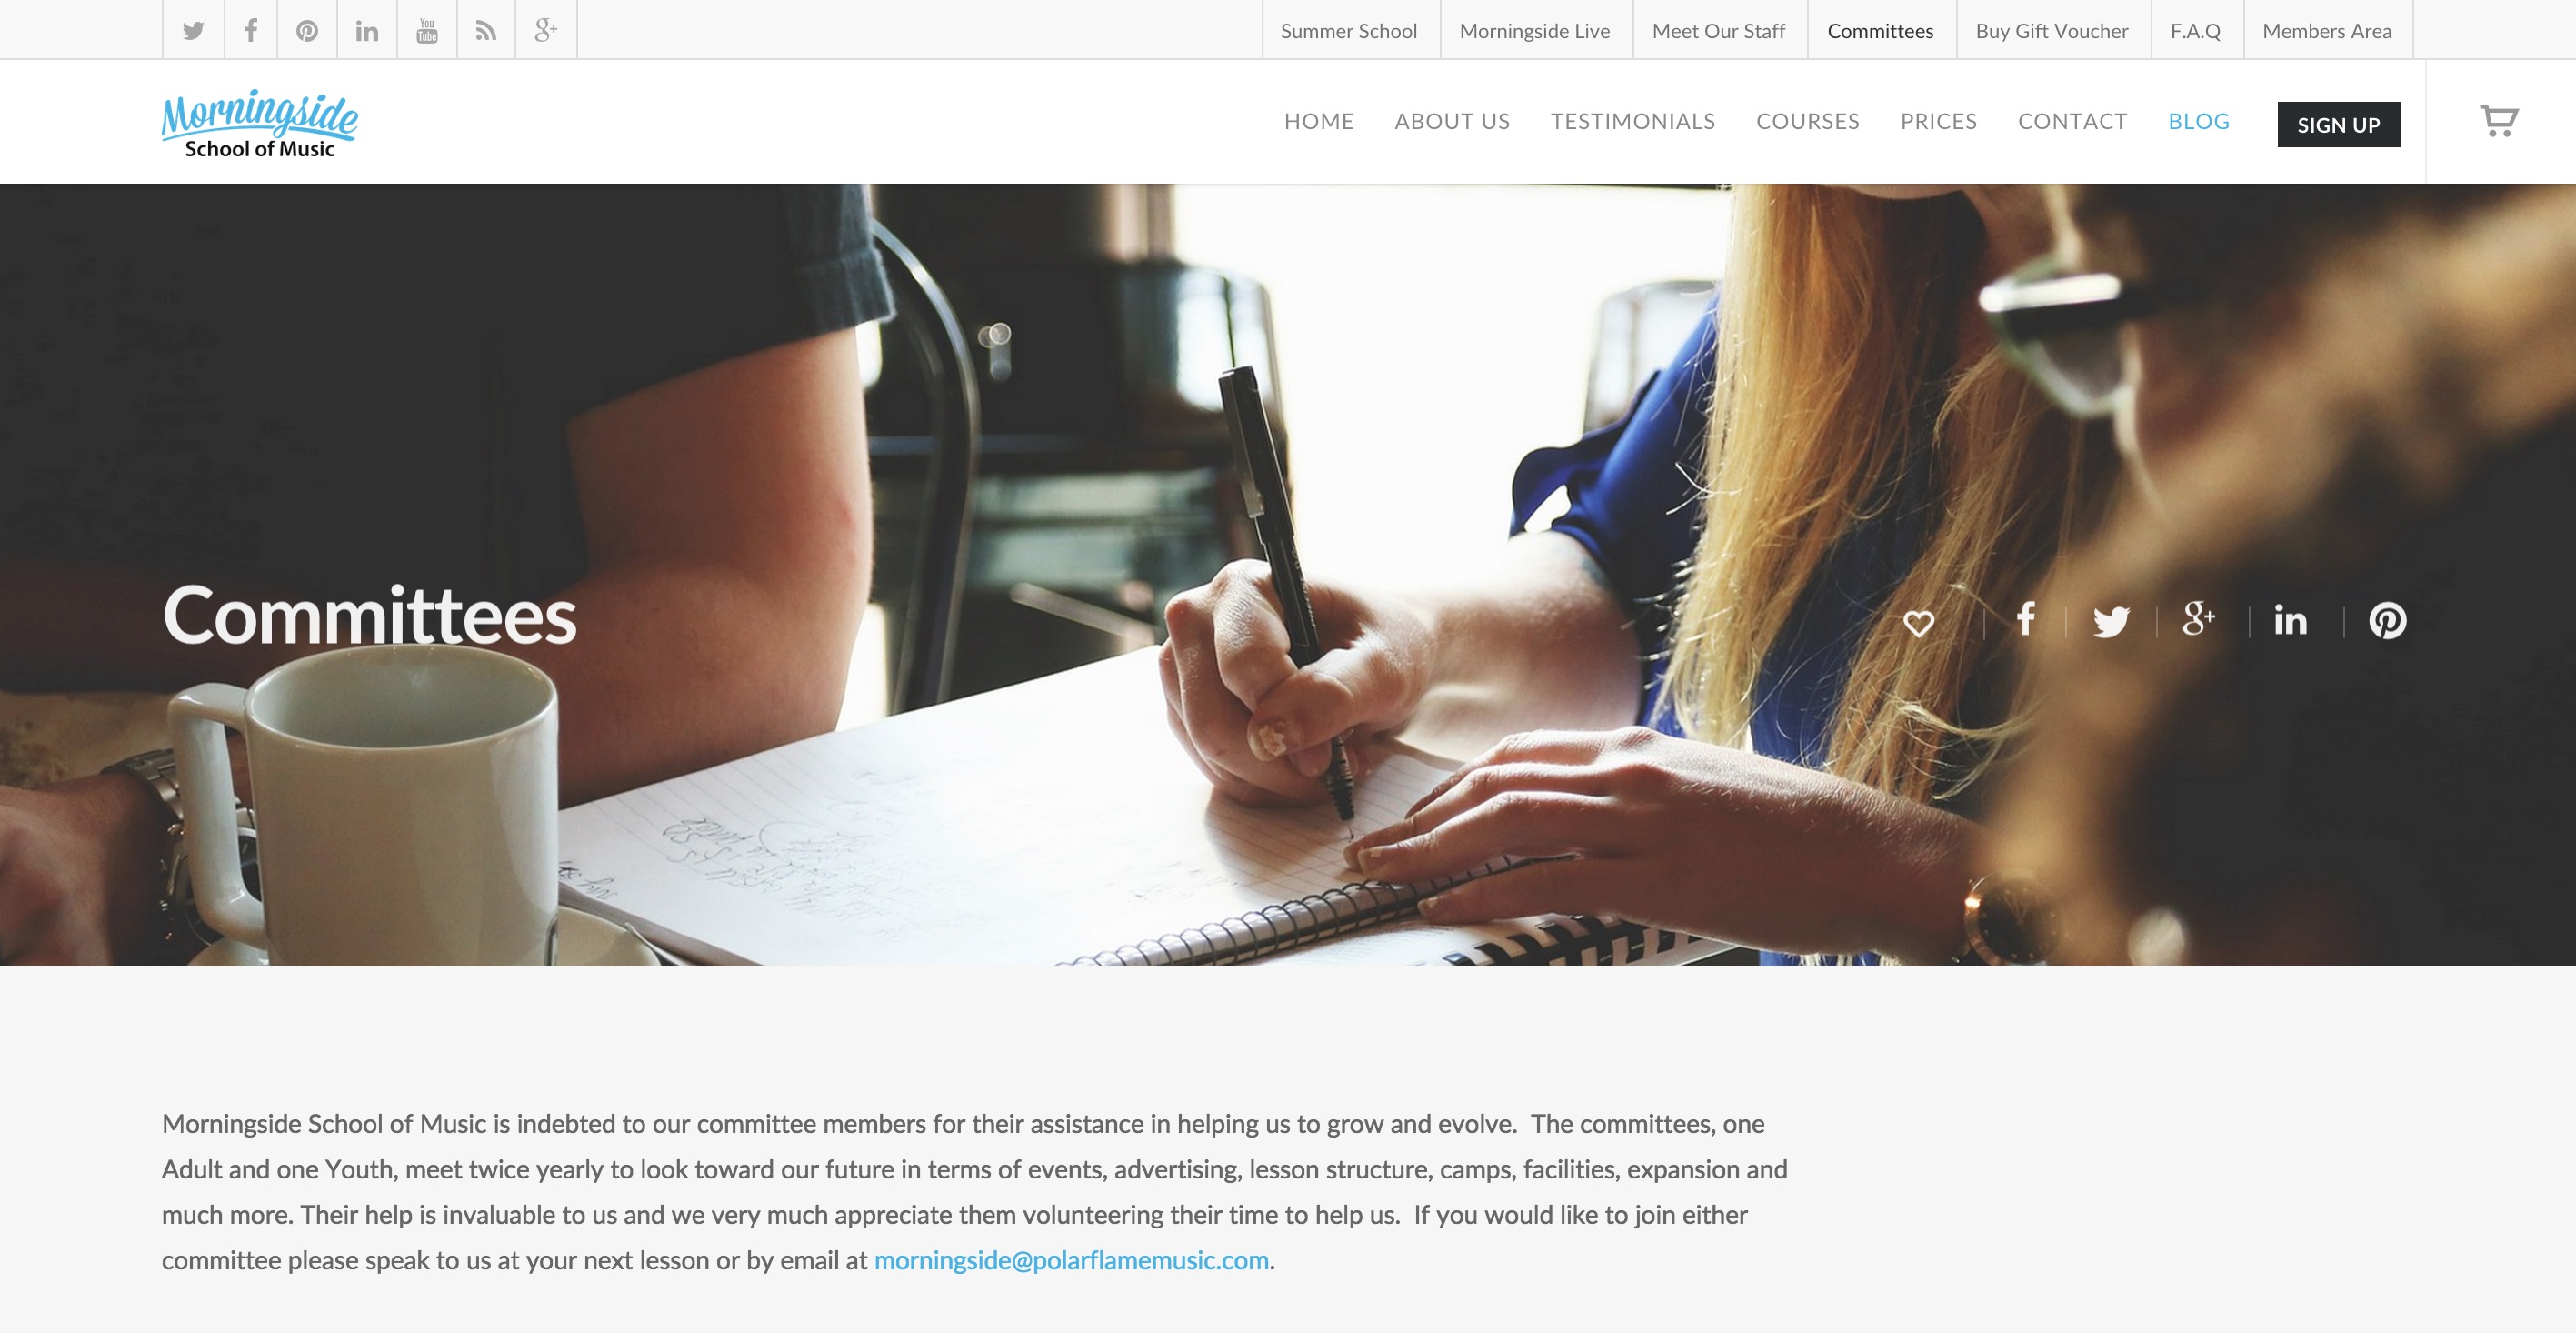 You
Tube
g+
Summer School
Morningside Live
Meet Our Staff
Committees
Buy Gift Voucher
F.A.Q
Members Area
Morningside
School of Music
HOME
ABOUT US
TESTIMONIALS
COURSES
PRICES
CONTACT
BLOG
SIGN UP
Committees
g+
in
Morningside School of Music is indebted to our committee members for their assistance in helping us to grow and evolve.  The committees, one
Adult and one Youth, meet twice yearly to look toward our future in terms of events, advertising, lesson structure, camps, facilities, expansion and
much more. Their help is invaluable to us and we very much appreciate them volunteering their time to help us.  If you would like to join either
committee please speak to us at your next lesson or by email at morningside@polarflamemusic.com.